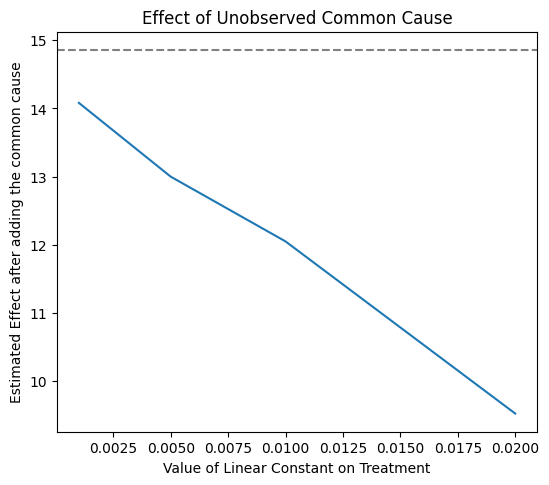 Effect of Unobserved Common Cause
Estimated Effect after adding the common cause
15
14
13
12
11
10
0.0025 0.0050 0.0075 0.0100 0.0125 0.0150 0.0175 0.0200
Value of Linear Constant on Treatment